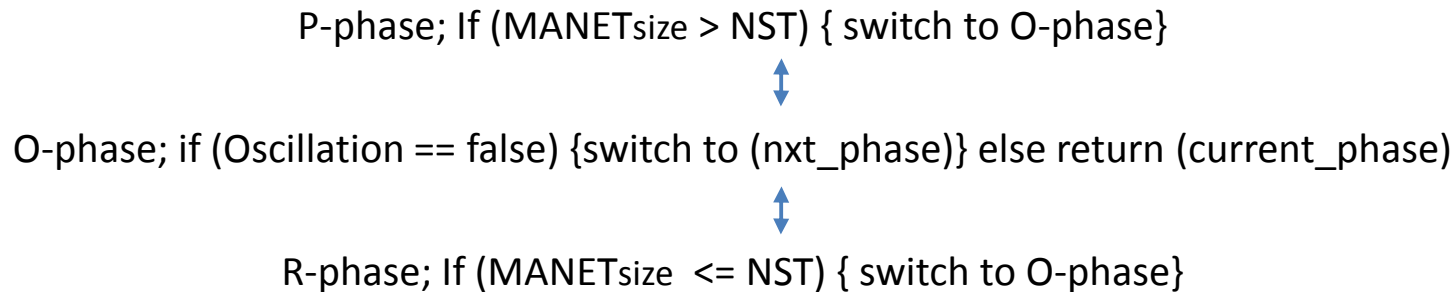 P-phase; If (MANETsize > NST) { switch to O-phase}
O-phase; if (Oscillation == false) {switch to (nxt_phase)} else return (current_phase)
R-phase; If (MANETsize <= NST) { switch to O-phase}